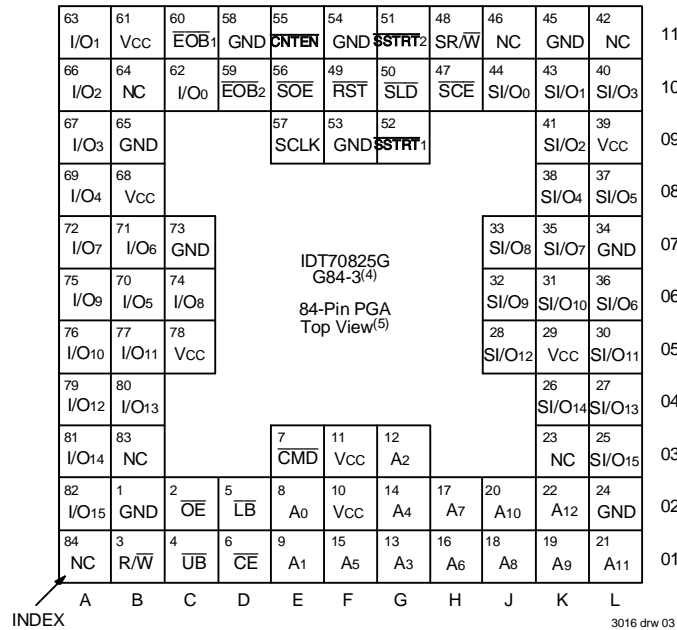 63 61 60 58 55 54 51 48 46 45 42
I/O1 VCC EOB1 GND CNTEN GND SSTRT2 SR/W NC GND NC 11
66 64 62 59 56 49 50 47 44 43 40
I/O2 NC I/O0 EOB2 SOE RST SLD SCE SI/O0 SI/O1 SI/O3 10
67 65 57 53 52 41 39
I/O3 GND SCLK GND SSTRT1 SI/O2 VCC 09
69 68 38 37
I/O4 VCC SI/O4 SI/O5 08
72 71 73 33 35 34
I/O7 I/O6 GND SI/O8 SI/O7 GND 07
IDT70825G
G84-3(4)
75 70 74 32 31 36
I/O9 I/O5 I/O8 SI/O9 SI/O10 SI/O6 06
84-Pin PGA
Top View(5)
76 77 78 28 29 30
I/O10 I/O11 VCC SI/O12 VCC SI/O11 05
79 80 26 27
I/O12 I/O13 SI/O14 SI/O13 04
81 83 7 11 12 23 25
I/O14 NC CMD VCC A2 NC SI/O15 03
82 1 2 5 8 10 14 17 20 22 24
I/O15 GND OE LB A0 VCC A4 A7 A10 A12 GND 02
84 3 4 6 9 15 13 16 18 19 21
NC R/W UB CE A1 A5 A3 A6 A8 A9 A11 01
A B C D E F G H J K L
INDEX
3016 drw 03